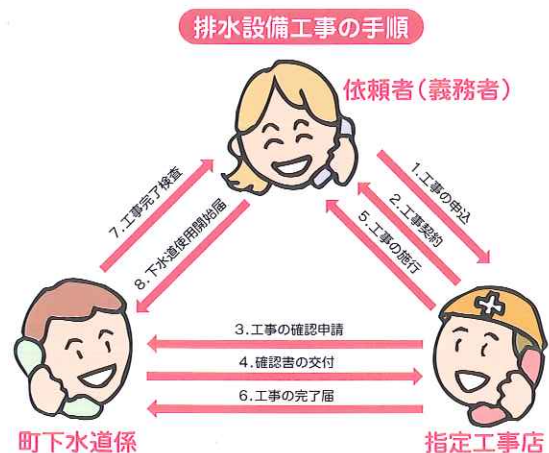 排水設備工事の手順
依頼者(義務者)
1.工事の申込
2.工事契約
5.工事の施行
7.工事完了検査
8.下水道使用開始届
3.工事の確認申請
4.確認書の交付
6.工事の完了届
町下水道係
指定工事店